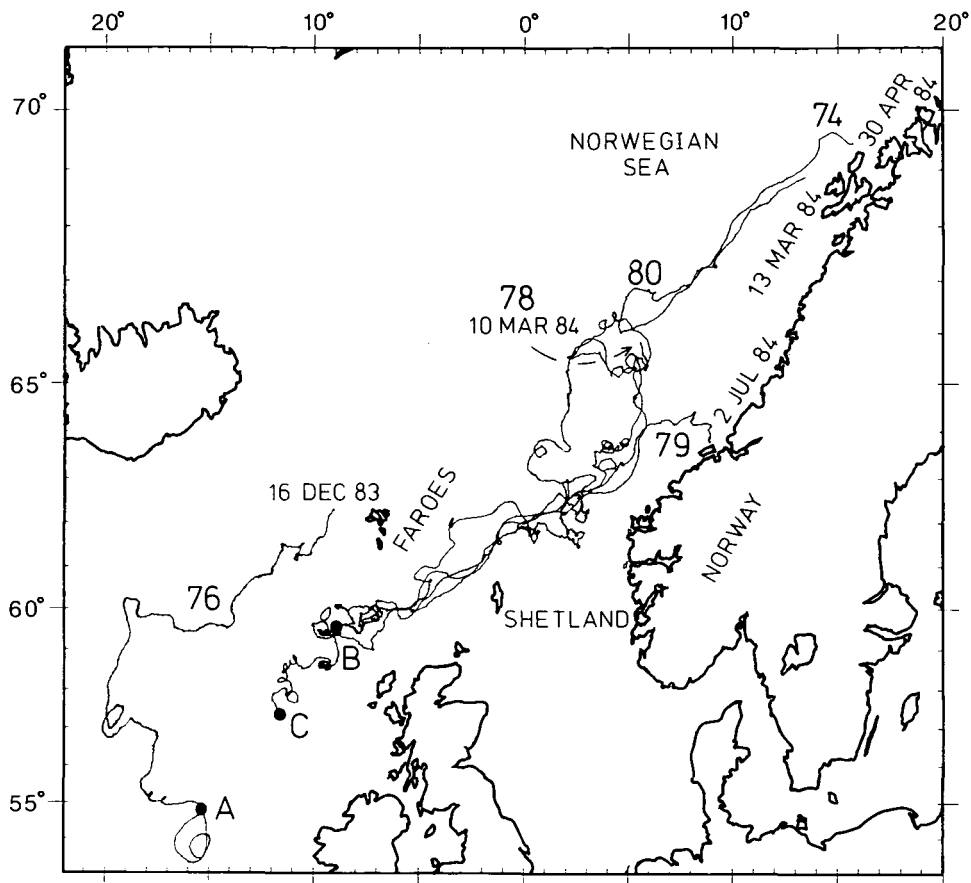 20° 10° 0° 10° 20°
70°
NORWEGIAN
SEA
74
30 APR 84
13 MAR 84
80
78
10 MAR 84
65°
2 JUL 84
79
16 DEC 83
FAROES
NORWAY
76
60°
SHETLAND
B
C
55°
A